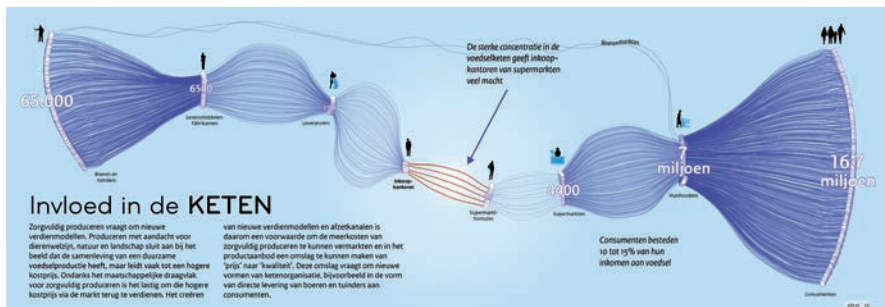 De sterke concentratie in de
voedselketen geeft inkoop-
kantoren van supermarkten
veel macht
Boerenmarkten
65.000
6500
Levensmiddelen-
fabrikanten
Leveranciers
Boeren en
tuinders
Inkoop-
kantoren
Supermarkt-
formules
4400
Supermarkten
7
miljoen
Huishoudens
16,7
miljoen
Consumenten
Consumenten besteden
10 tot 15% van hun
inkomen aan voedsel
Invloed in de KETEN
Zorgvuldig produceren vraagt om nieuwe
verdienmodellen. Produceren met aandacht voor
dierenwelzijn, natuur en landschap sluit aan bij het
beeld dat de samenleving van een duurzame
voedselproductie heeft, maar leidt vaak tot een hogere
kostprijs. Ondanks het maatschappelijke draagvlak
voor zorgvuldig produceren is het lastig om die hogere
kostprijs via de markt terug te verdienen. Het creëren
van nieuwe verdienmodellen en afzetkanalen is
daarom een voorwaarde om de meerkosten van
zorgvuldig produceren te kunnen vermarkten en in het
productaanbod een omslag te kunnen maken van
'prijs' naar 'kwaliteit'. Deze omslag vraagt om nieuwe
vormen van ketenorganisatie, bijvoorbeeld in de vorm
van directe levering van boeren en tuinders aan
consumenten.